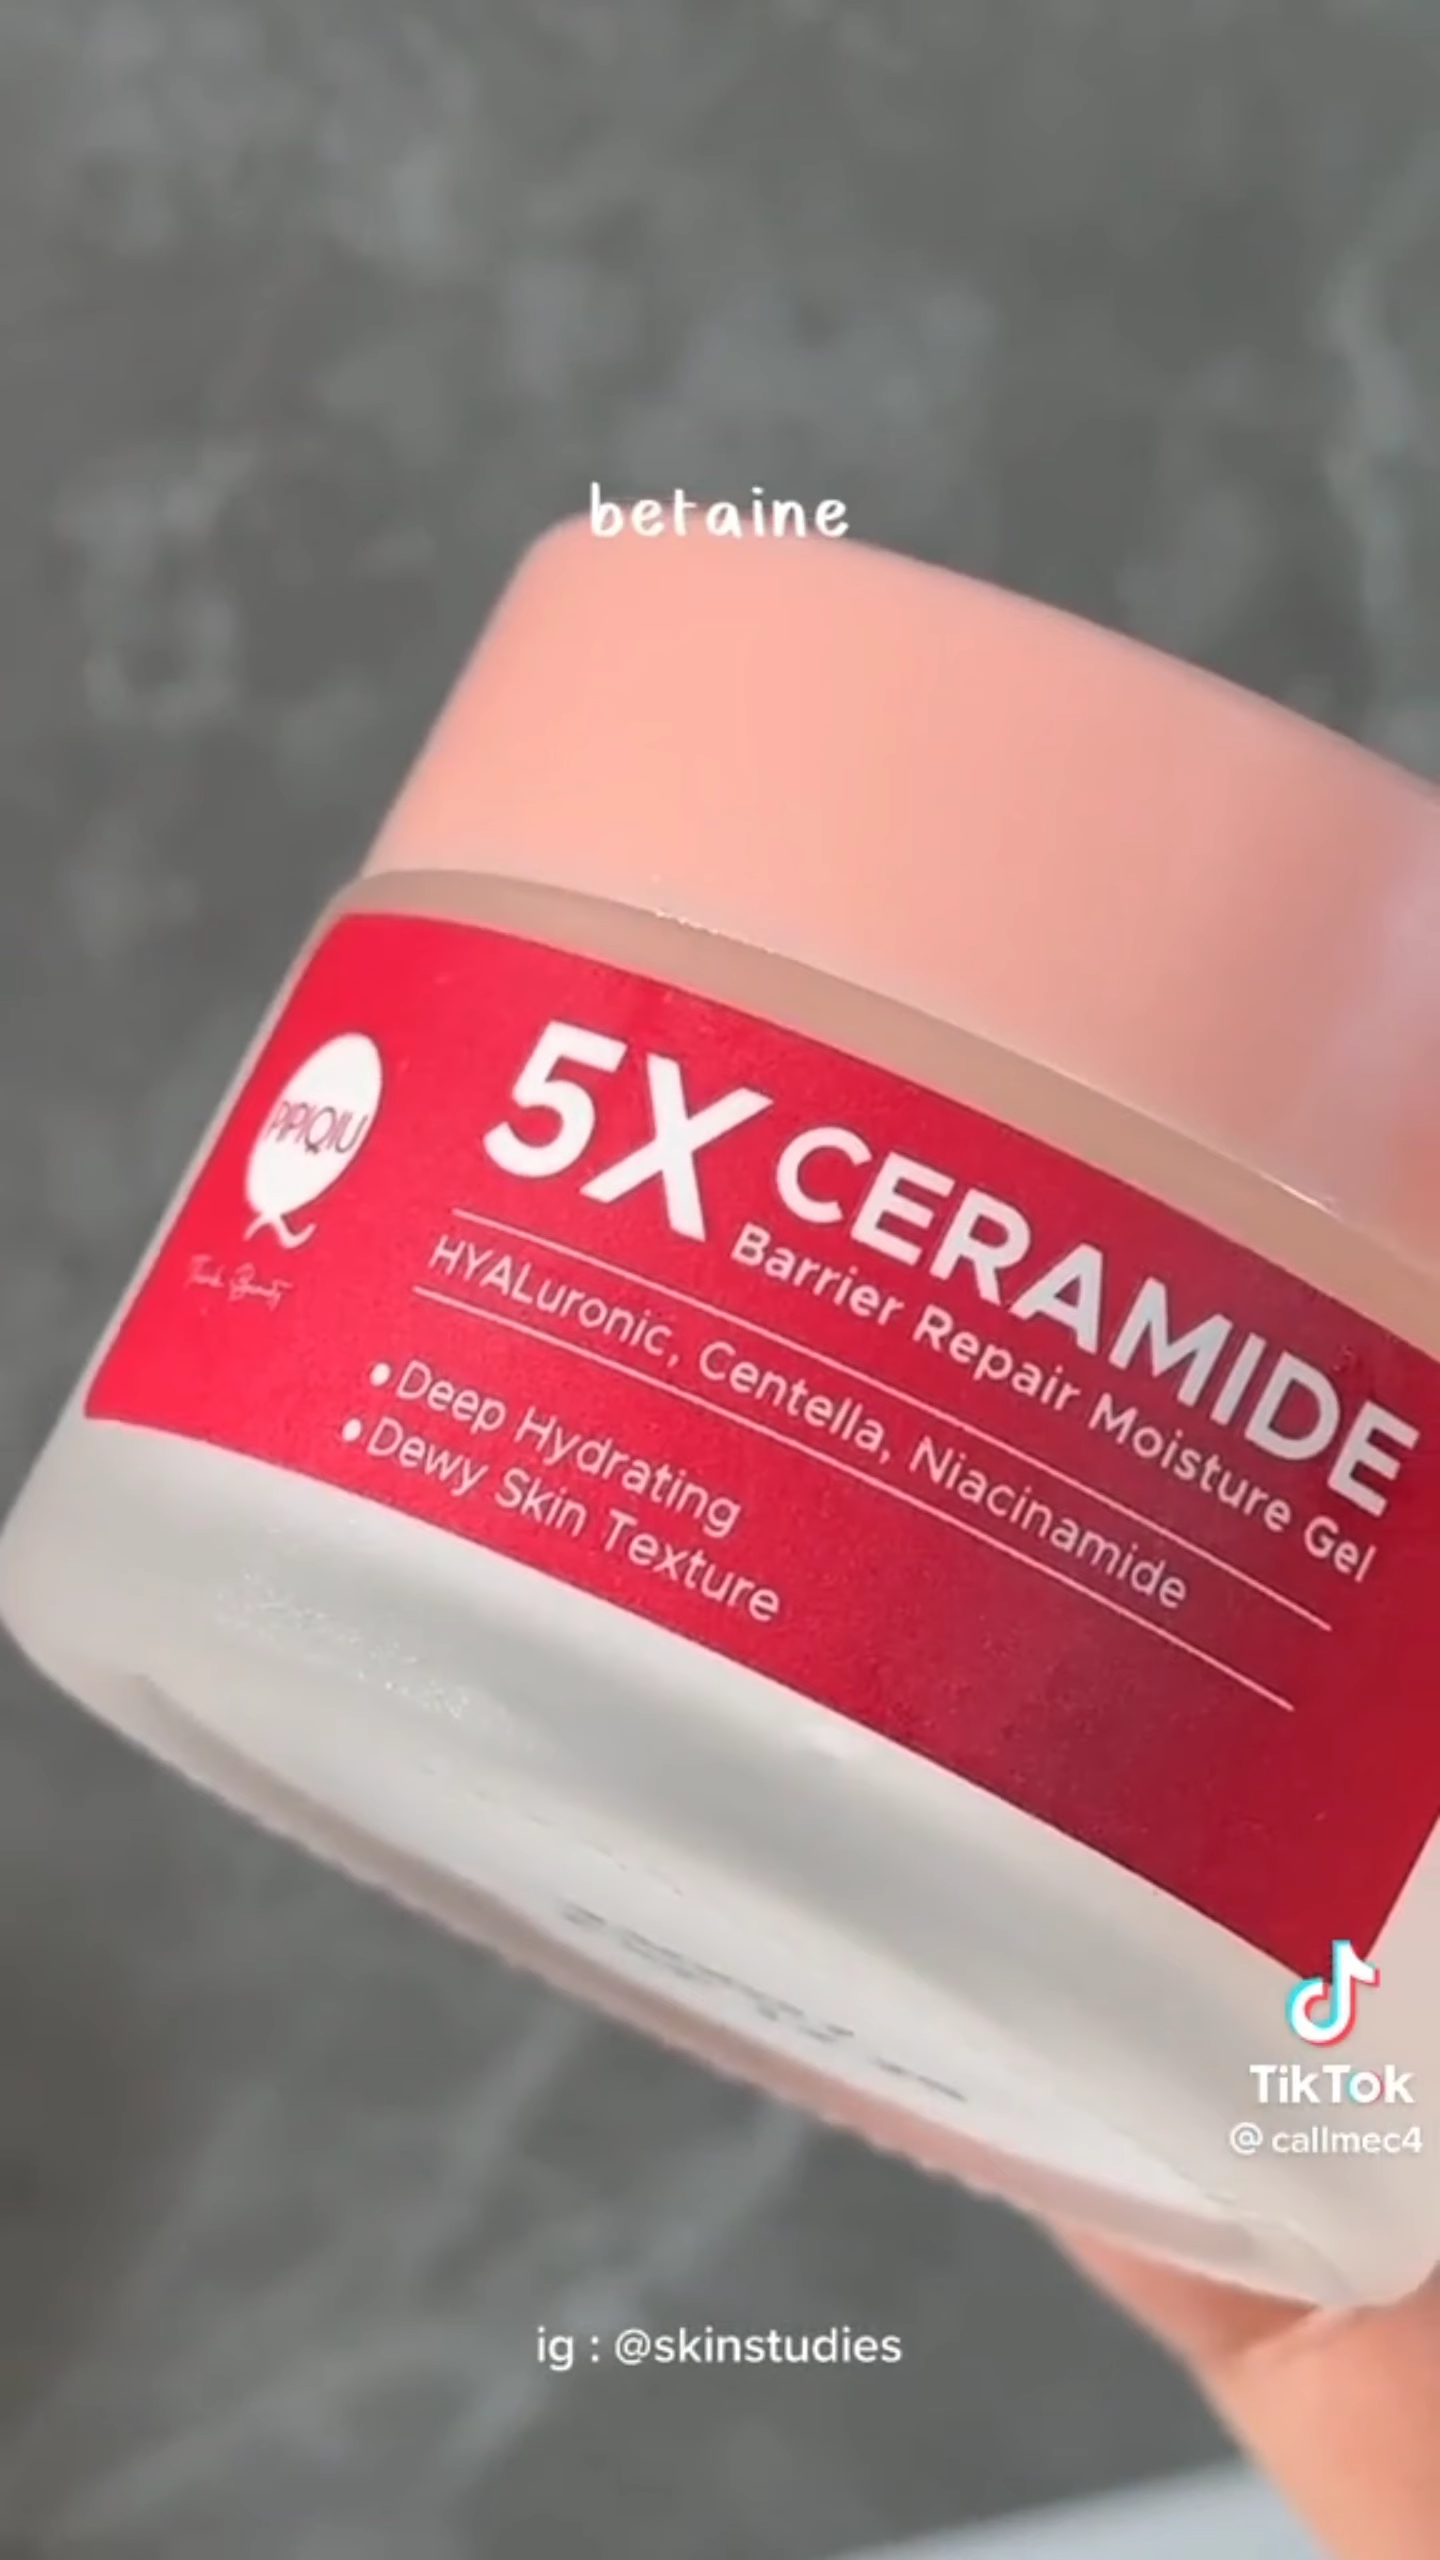 betaine
PIPIQIU
5X CERAMIDE
Barrier Repair Moisture Gel
HYALuronic, Centella, Niacinamide
• Deep Hydrating
• Dewy Skin Texture
TikTok
@callmec4
ig : @skinstudies